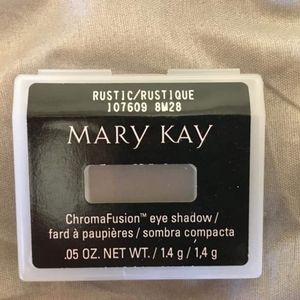 RUSTIC/RUSTIQUE
107609 8W28
MARY KAY
ChromaFusion™ eye shadow /
fard à paupières / sombra compacta
.05 OZ. NET WT. / 1.4 g / 1,4 g